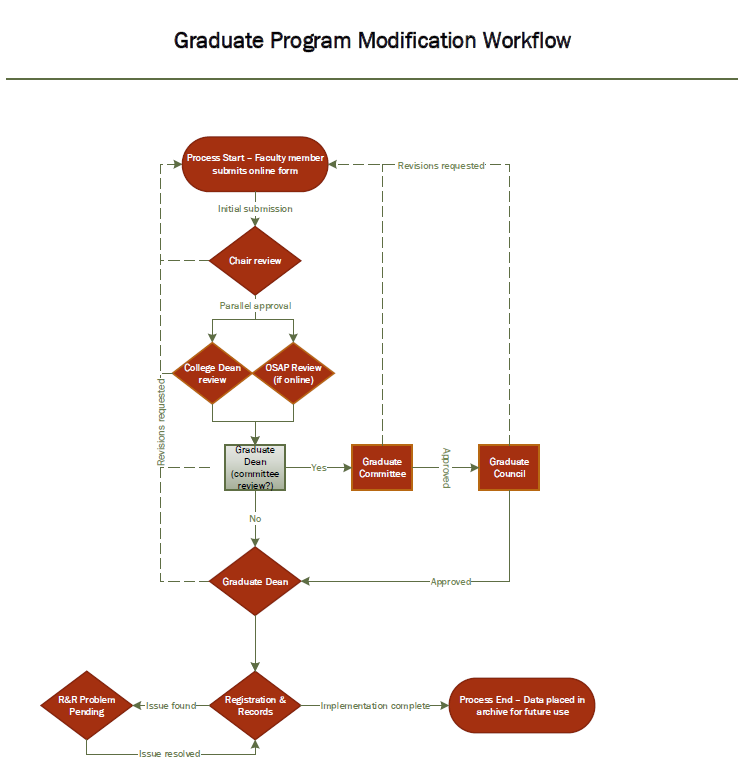 Graduate Program Modification Workflow
Process Start – Faculty member
submits online form
Revisions requested
Initial submission
Chair review
Parallel approval
College Dean
review
OSAP Review
(if online)
Revisions requested
Graduate
Dean
(committee
review?)
Yes
Graduate
Committee
Approved
Graduate
Council
No
Graduate Dean
Approved
R&R Problem
Pending
Issue found
Registration &
Records
Implementation complete
Process End – Data placed in
archive for future use
Issue resolved